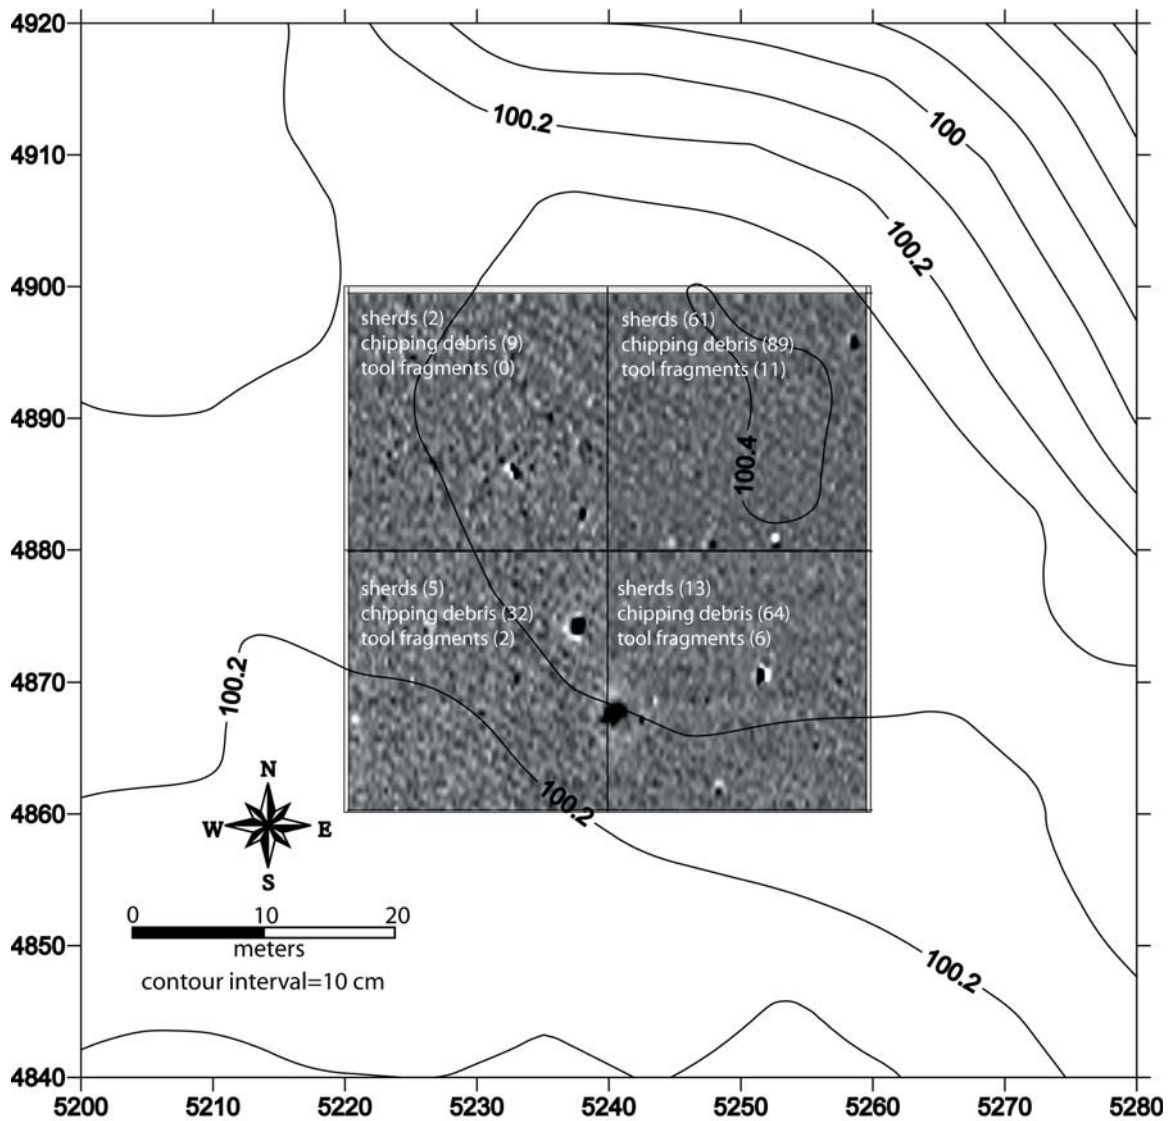 4920
100.2
100
4910
100.2
4900
sherds (2)
chipping debris (9)
tool fragments (0)
sherds (61)
chipping debris (89)
tool fragments (11)
4890
100.4
4880
sherds (5)
chipping debris (32)
tool fragments (2)
sherds (13)
chipping debris (64)
tool fragments (6)
4870
100.2
4860
100.2
N
W E
S
0 10 20
meters
contour interval=10 cm
4850
100.2
4840
5200 5210 5220 5230 5240 5250 5260 5270 5280